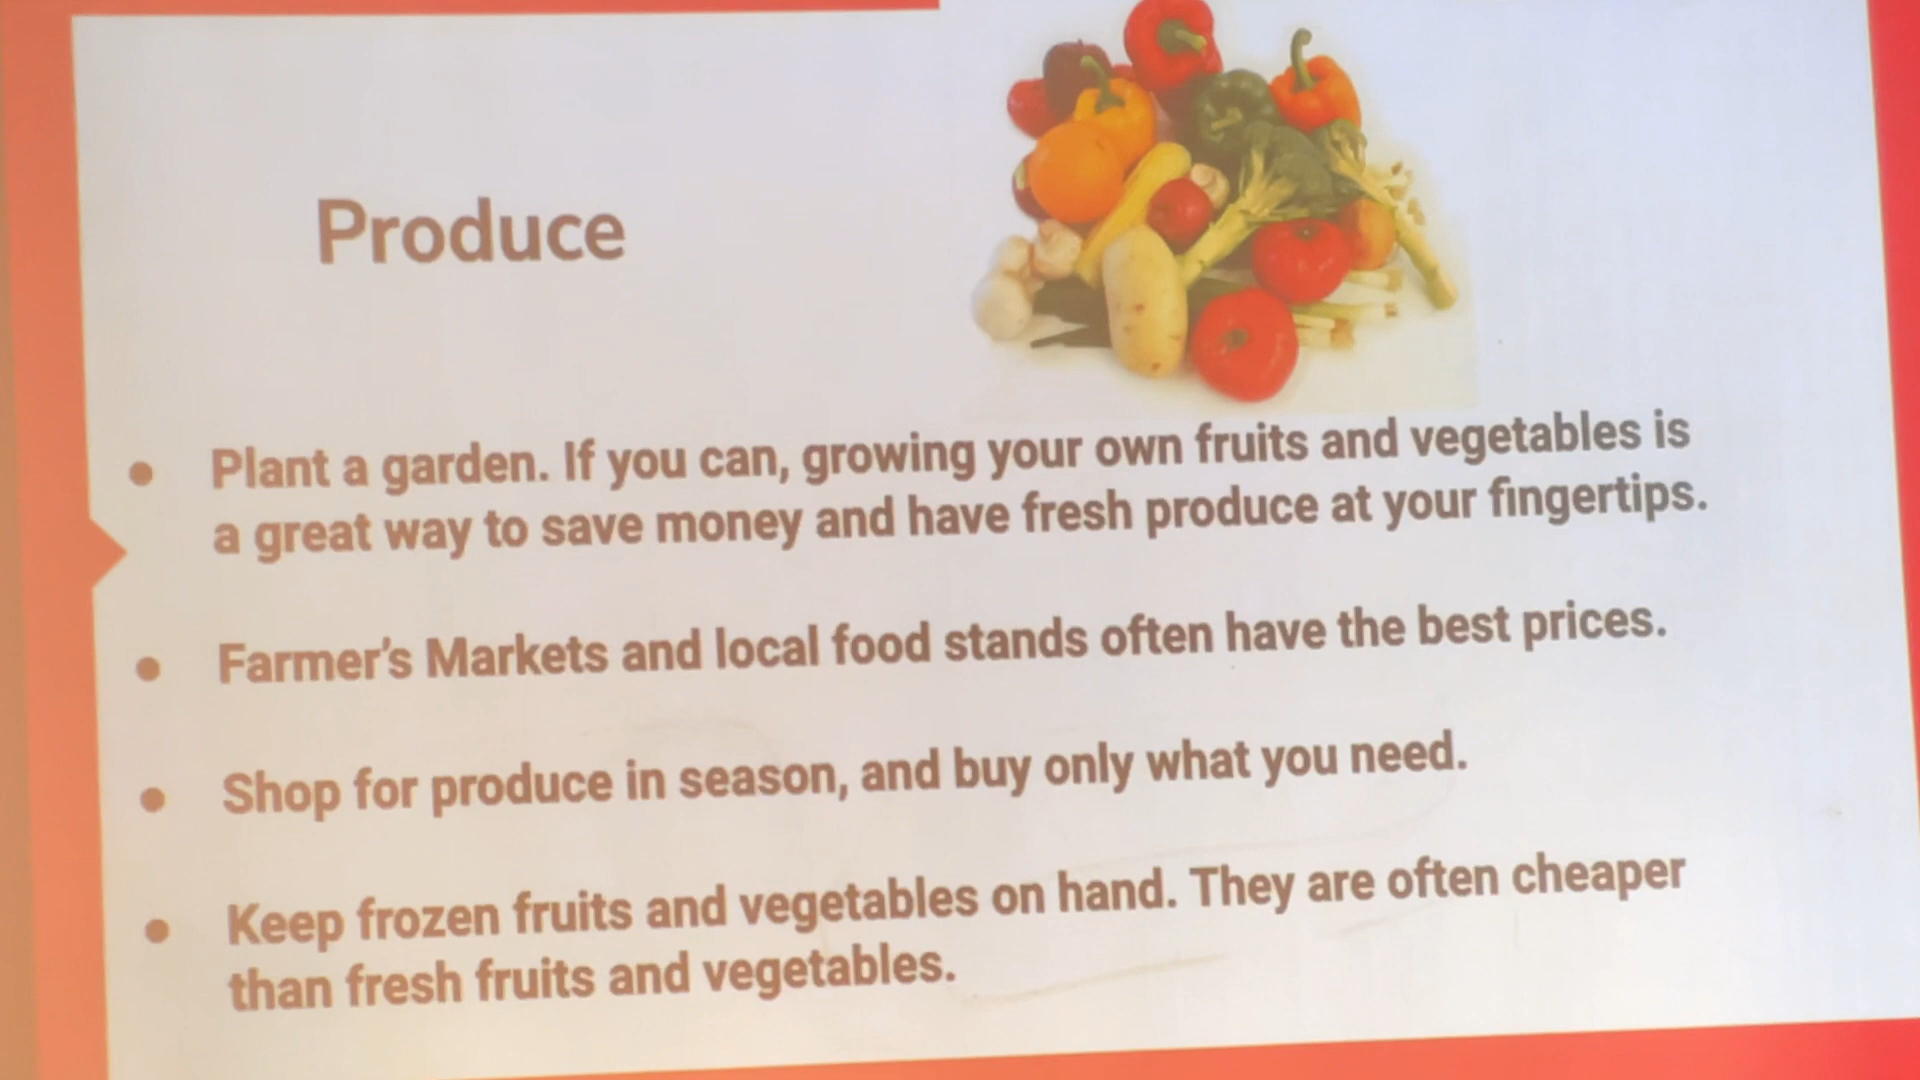 Produce
• Plant a garden. If you can, growing your own fruits and vegetables is
a great way to save money and have fresh produce at your fingertips.
• Farmer's Markets and local food stands often have the best prices.
• Shop for produce in season, and buy only what you need.
• Keep frozen fruits and vegetables on hand. They are often cheaper
than fresh fruits and vegetables.